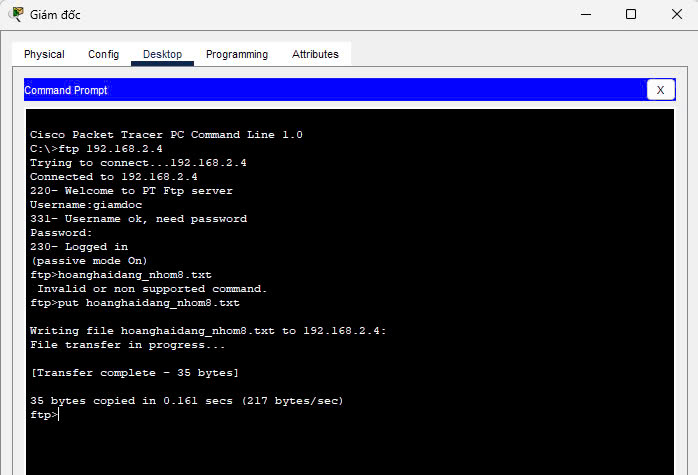 Giám đốc
Physical Config Desktop Programming Attributes
Command Prompt X
Cisco Packet Tracer PC Command Line 1.0
C:\>ftp 192.168.2.4
Trying to connect...192.168.2.4
Connected to 192.168.2.4
220- Welcome to PT Ftp server
Username:giamdoc
331- Username ok, need password
Password:
230- Logged in
(passive mode On)
ftp>hoanghaidang_nhom8.txt
 Invalid or non supported command.
ftp>put hoanghaidang_nhom8.txt
Writing file hoanghaidang_nhom8.txt to 192.168.2.4:
File transfer in progress...
[Transfer complete - 35 bytes]
35 bytes copied in 0.161 secs (217 bytes/sec)
ftp>